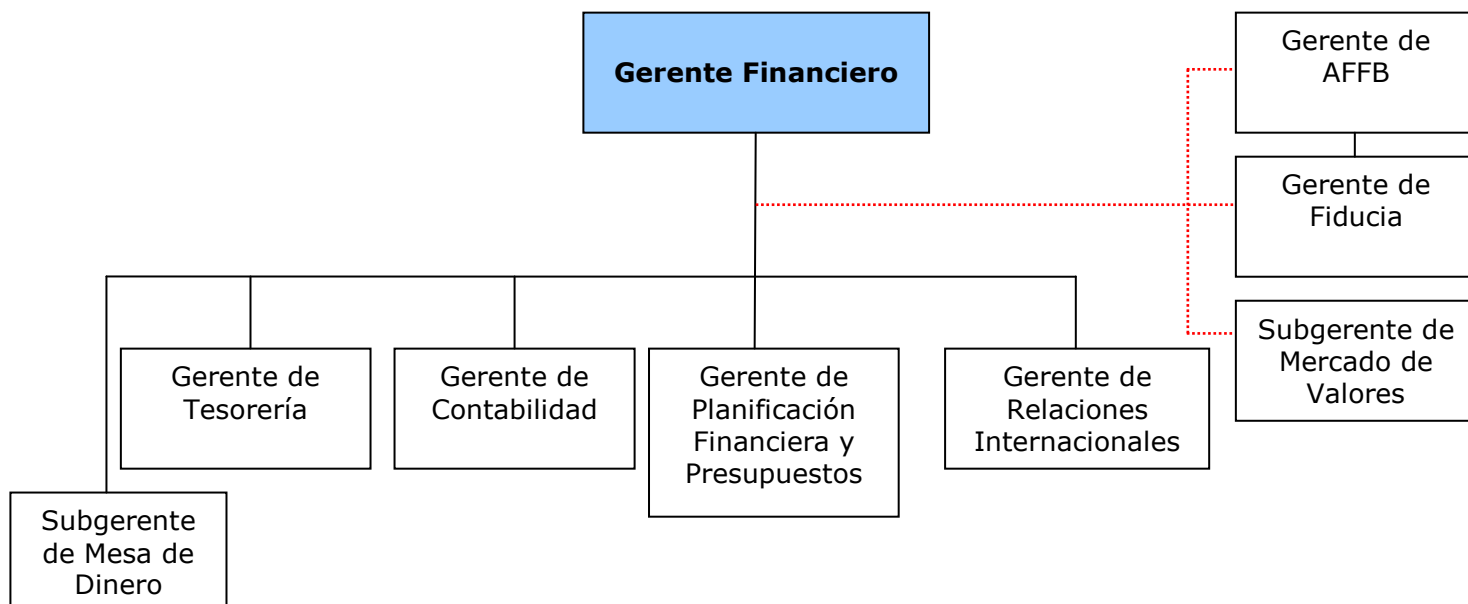 Gerente Financiero
Gerente de
AFFB
Gerente de
Fiducia
Subgerente de
Mercado de
Valores
Gerente de
Tesorería
Gerente de
Contabilidad
Gerente de
Planificación
Financiera y
Presupuestos
Gerente de
Relaciones
Internacionales
Subgerente
de Mesa de
Dinero